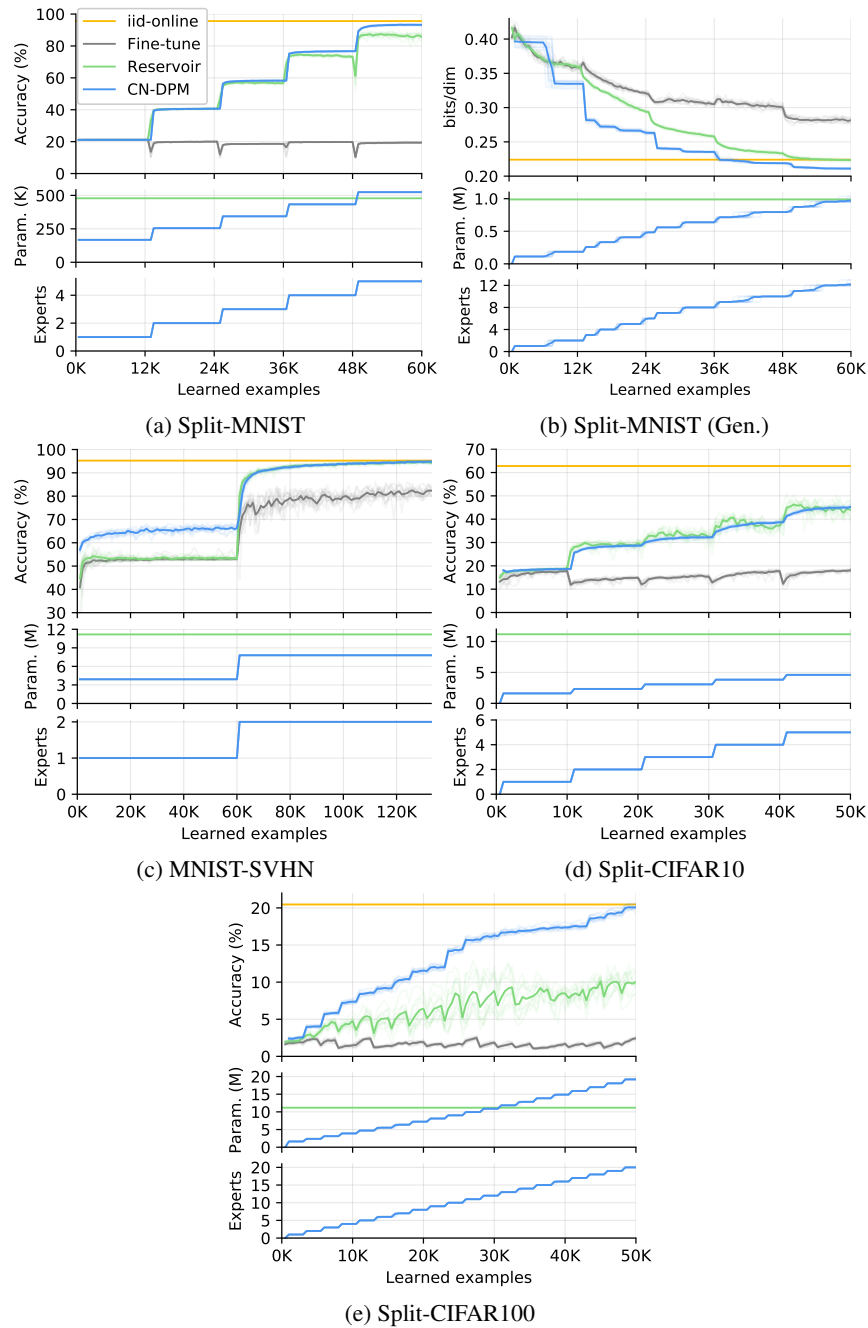 iid-online
Fine-tune
Reservoir
CN-DPM
Accuracy (%)
100
80
60
40
20
0
Param. (K)
500
250
0
Experts
4
2
0
0K 12K 24K 36K 48K 60K
Learned examples
(a) Split-MNIST
bits/dim
0.40
0.35
0.30
0.25
0.20
Param. (M)
1.0
0.5
0.0
Experts
12
8
4
0
0K 12K 24K 36K 48K 60K
Learned examples
(b) Split-MNIST (Gen.)
Accuracy (%)
100
90
80
70
60
50
40
30
Param. (M)
12
9
6
3
0
Experts
2
1
0
0K 20K 40K 60K 80K 100K 120K
Learned examples
(c) MNIST-SVHN
Accuracy (%)
70
60
50
40
30
20
10
0
Param. (M)
10
5
0
Experts
6
4
2
0
0K 10K 20K 30K 40K 50K
Learned examples
(d) Split-CIFAR10
Accuracy (%)
20
15
10
5
0
Param. (M)
20
15
10
5
0
Experts
20
15
10
5
0
0K 10K 20K 30K 40K 50K
Learned examples
(e) Split-CIFAR100